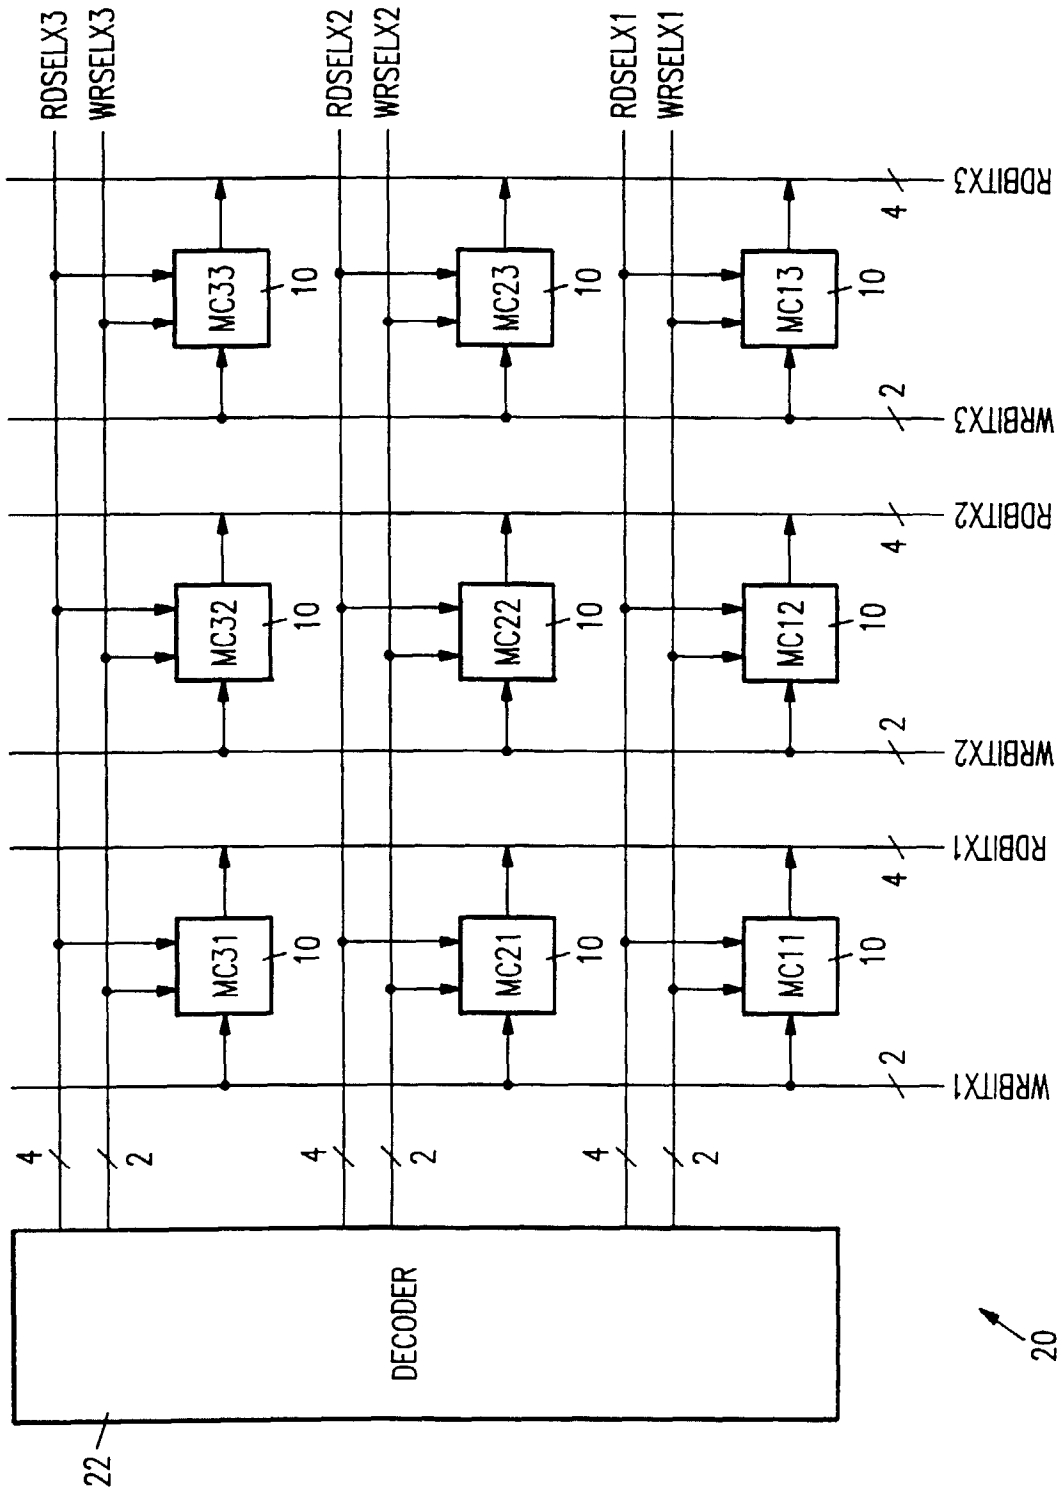 RDSELX3
WRSELX3
RDSELX2
WRSELX2
RDSELX1
WRSELX1
MC33
10
MC23
10
MC13
10
4
RDBITX3
2
WRBITX3
MC32
10
MC22
10
MC12
10
4
RDBITX2
2
WRBITX2
MC31
10
MC21
10
MC11
10
4
RDBITX1
2
WRBITX1
4
2
4
2
4
2
DECODER
22
20